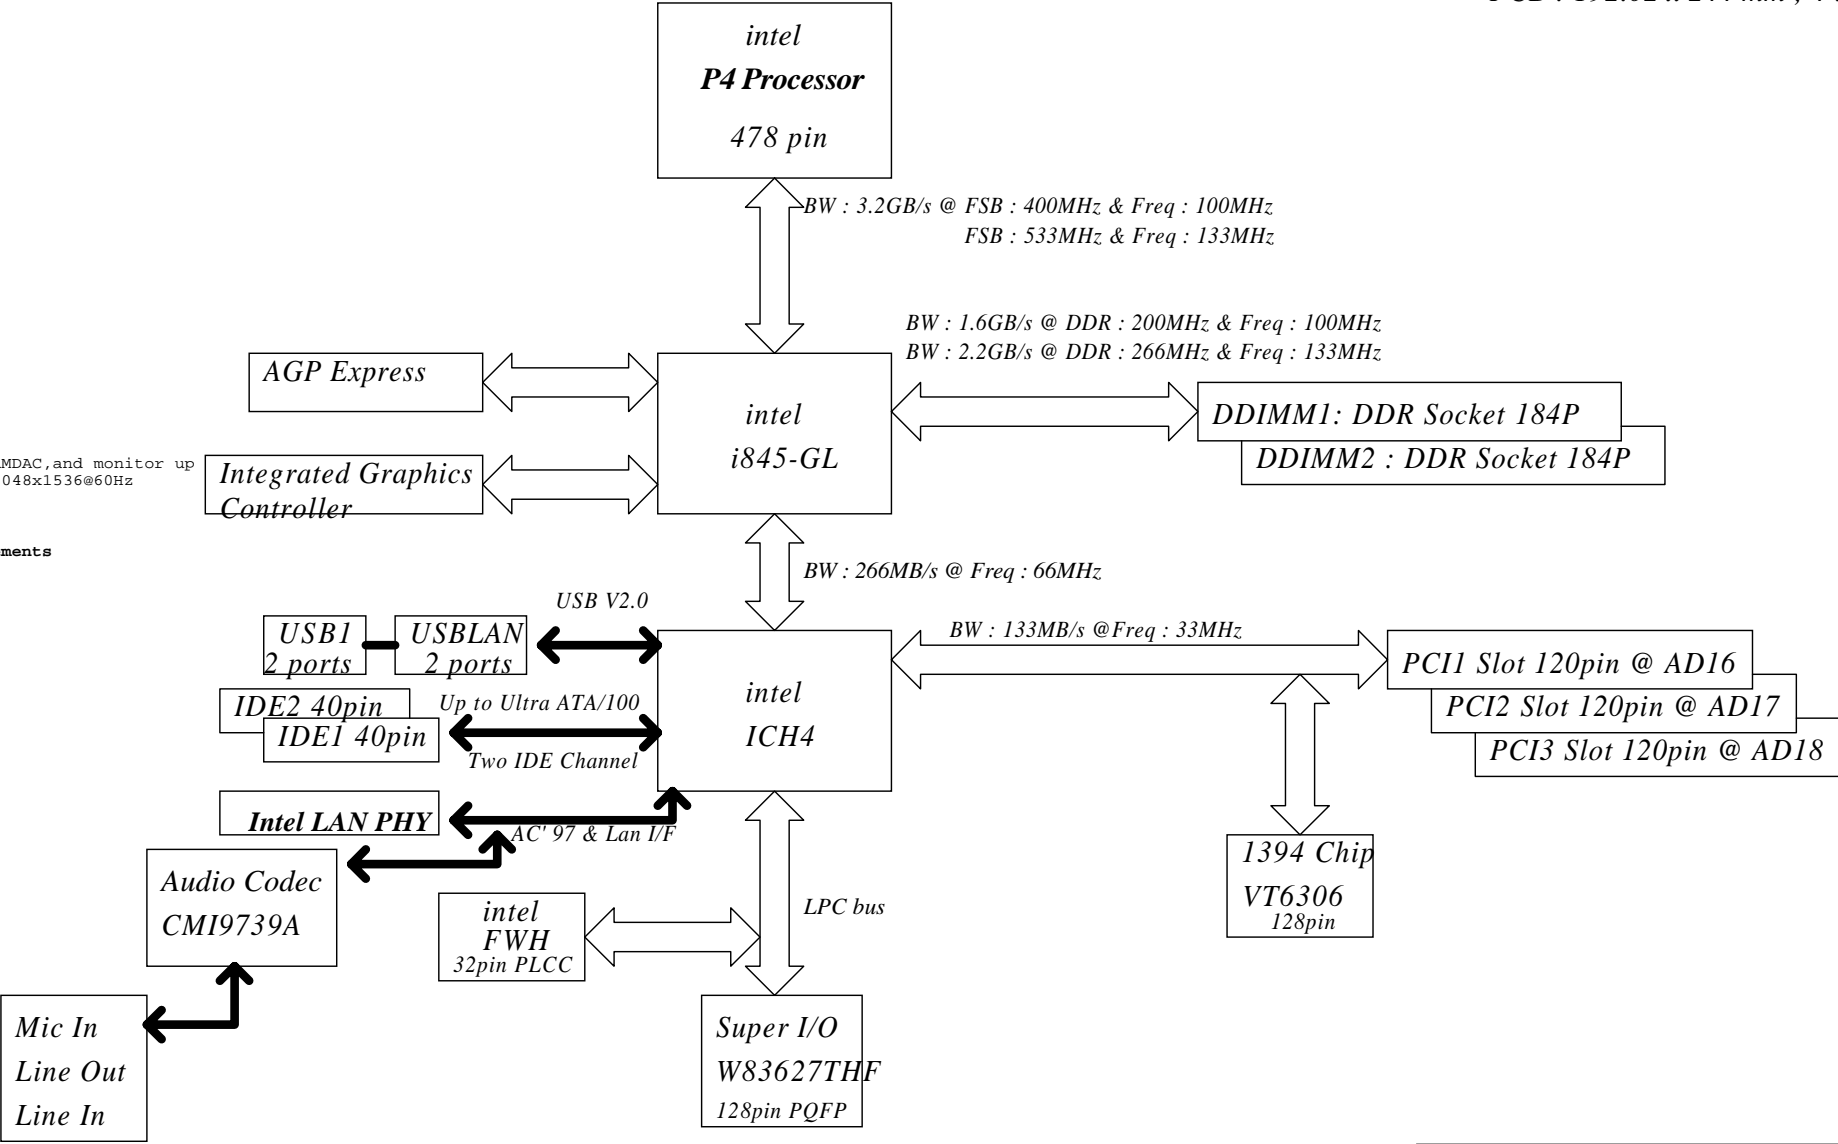 intel
P4 Processor
478 pin
BW : 3.2GB/s @ FSB : 400MHz & Freq : 100MHz
FSB : 533MHz & Freq : 133MHz
BW : 1.6GB/s @ DDR : 200MHz & Freq : 100MHz
BW : 2.2GB/s @ DDR : 266MHz & Freq : 133MHz
AGP Express
intel
i845-GL
DDIMM1: DDR Socket 184P
DDIMM2 : DDR Socket 184P
MDAC,and monitor up
048x1536@60Hz
Integrated Graphics
Controller
ments
BW : 266MB/s @ Freq : 66MHz
USB V2.0
USB1
2 ports
USBLAN
2 ports
BW : 133MB/s @Freq : 33MHz
intel
ICH4
PCI1 Slot 120pin @ AD16
PCI2 Slot 120pin @ AD17
PCI3 Slot 120pin @ AD18
IDE2 40pin
IDE1 40pin
Up to Ultra ATA/100
Two IDE Channel
Intel LAN PHY
AC' 97 & Lan I/F
Audio Codec
CMI9739A
1394 Chip
VT6306
128pin
intel
FWH
32pin PLCC
LPC bus
Mic In
Line Out
Line In
Super I/O
W83627THF
128pin PQFP